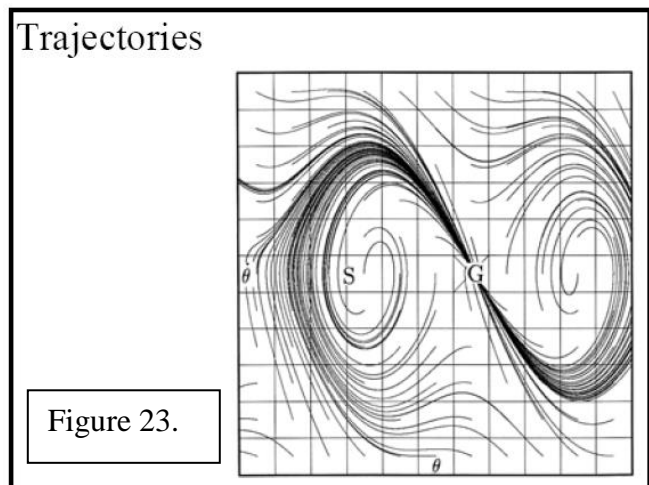 Trajectories
θ̇ S G
Figure 23.
θ